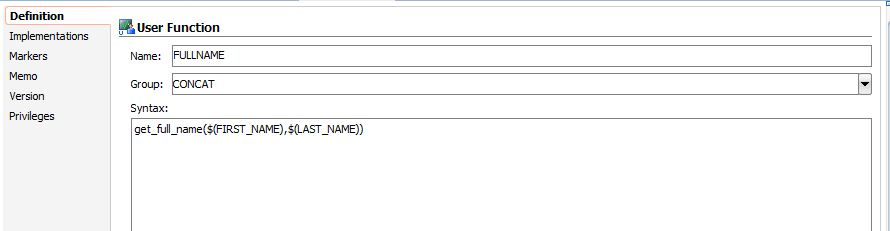 Definition
Implementations
Markers
Memo
Version
Privileges
User Function
Name: FULLNAME
Group: CONCAT
Syntax:
get_full_name($(FIRST_NAME),$(LAST_NAME))